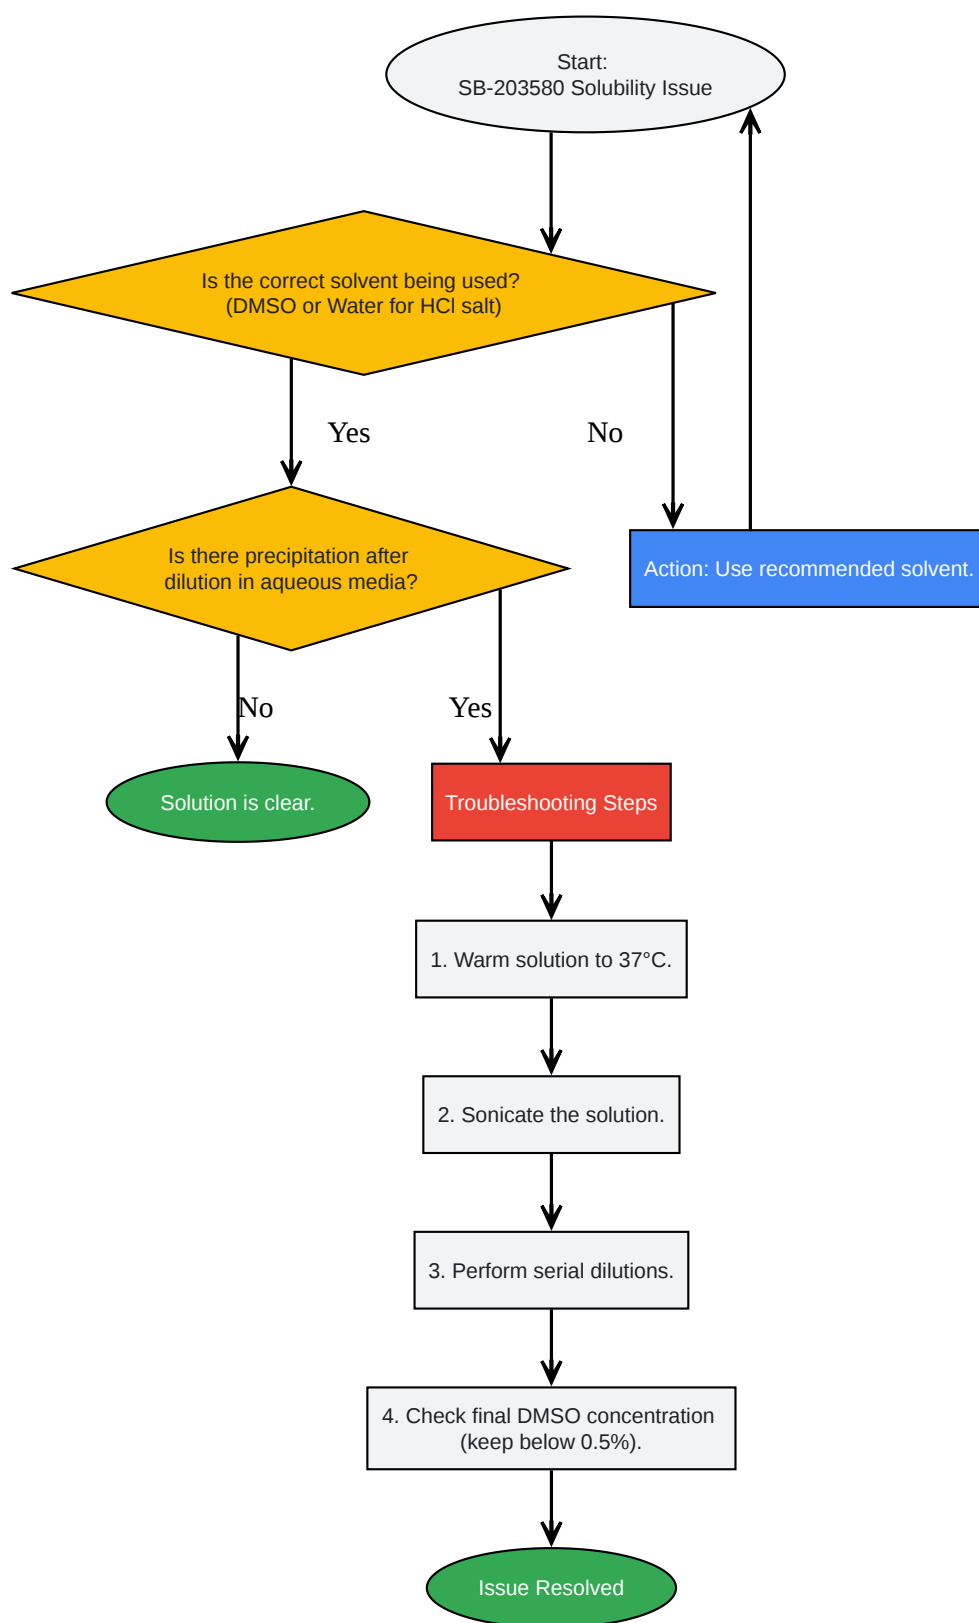 Start:
SB-203580 Solubility Issue
Is the correct solvent being used?
(DMSO or Water for HCl salt)
Yes
No
Is there precipitation after
dilution in aqueous media?
Action: Use recommended solvent.
No
Yes
Solution is clear.
Troubleshooting Steps
1. Warm solution to 37°C.
2. Sonicate the solution.
3. Perform serial dilutions.
4. Check final DMSO concentration
(keep below 0.5%).
Issue Resolved